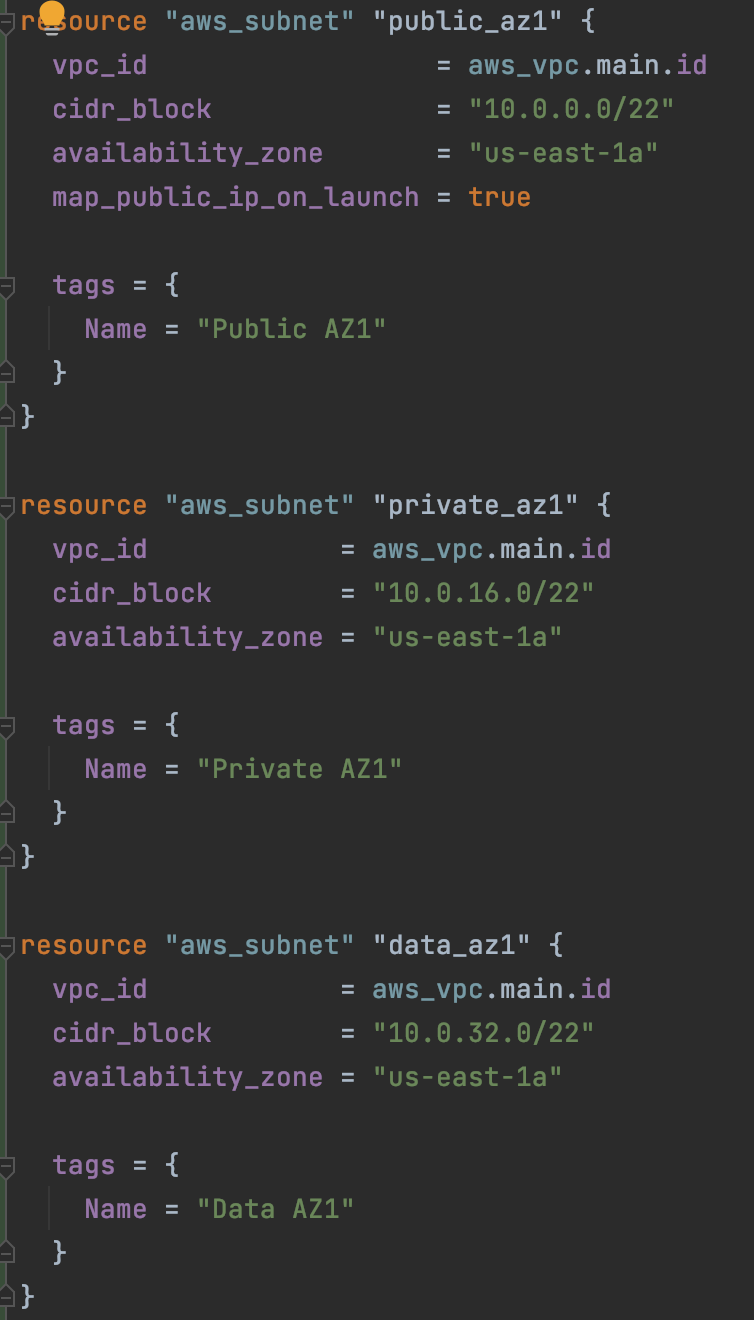 resource "aws_subnet" "public_az1" {
  vpc_id                  = aws_vpc.main.id
  cidr_block              = "10.0.0.0/22"
  availability_zone       = "us-east-1a"
  map_public_ip_on_launch = true

  tags = {
    Name = "Public AZ1"
  }
}

resource "aws_subnet" "private_az1" {
  vpc_id            = aws_vpc.main.id
  cidr_block        = "10.0.16.0/22"
  availability_zone = "us-east-1a"

  tags = {
    Name = "Private AZ1"
  }
}

resource "aws_subnet" "data_az1" {
  vpc_id            = aws_vpc.main.id
  cidr_block        = "10.0.32.0/22"
  availability_zone = "us-east-1a"

  tags = {
    Name = "Data AZ1"
  }
}